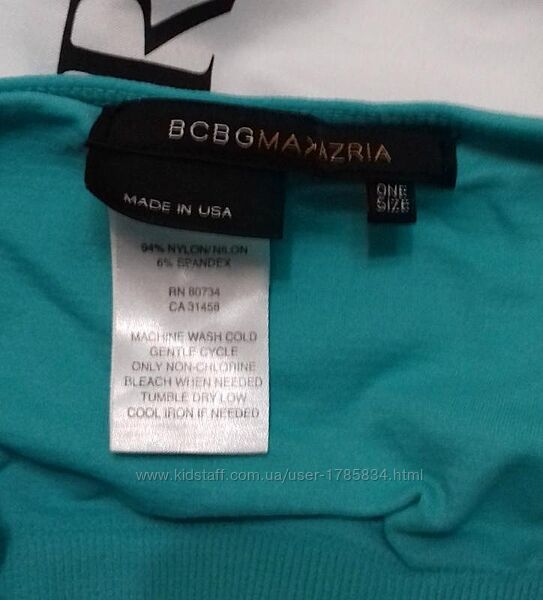 R
BCBGMAXAZRIA
ONE
SIZE
MADE IN USA
94% NYLON/NILON
6% SPANDEX
RN 80734
CA 31458
MACHINE WASH COLD
GENTLE CYCLE
ONLY NON-CHLORINE
BLEACH WHEN NEEDED
TUMBLE DRY LOW
COOL IRON IF NEEDED
www.kidstaff.com.ua/user-1785834.html